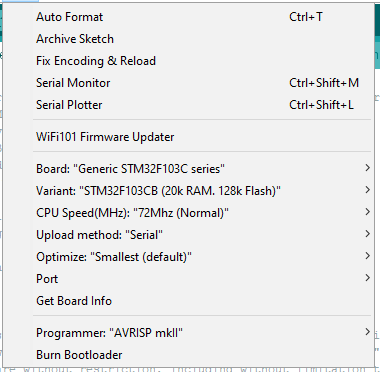 Auto Format Ctrl+T
Archive Sketch
Fix Encoding & Reload
Serial Monitor Ctrl+Shift+M
Serial Plotter Ctrl+Shift+L
WiFi101 Firmware Updater
Board: "Generic STM32F103C series"
Variant: "STM32F103CB (20k RAM. 128k Flash)"
CPU Speed(MHz): "72Mhz (Normal)"
Upload method: "Serial"
Optimize: "Smallest (default)"
Port
Get Board Info
Programmer: "AVRISP mkII"
Burn Bootloader